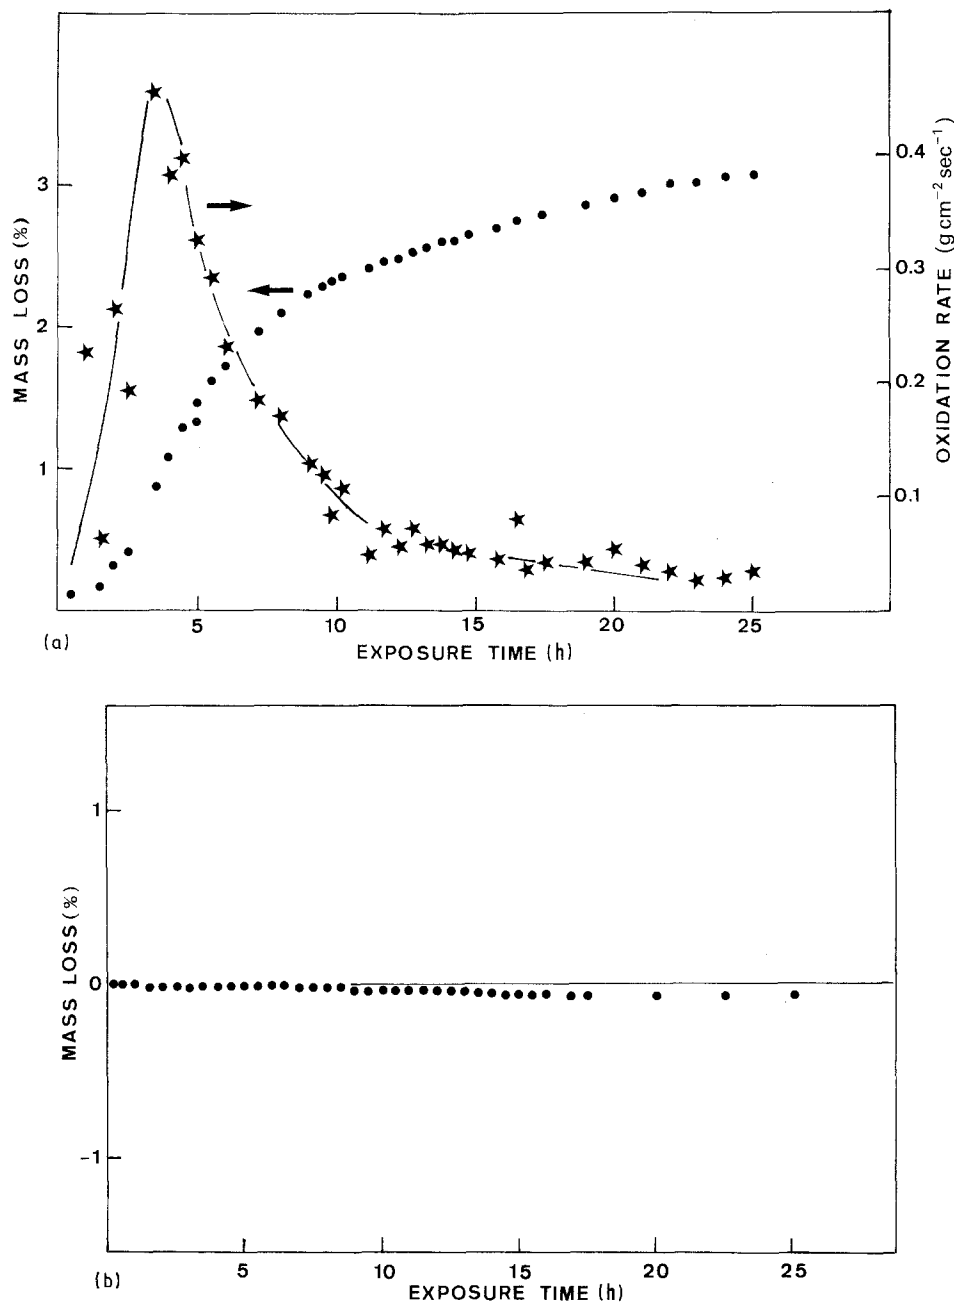 0.4
3
0.3
2
0.2
1
0.1
MASS LOSS (%)
OXIDATION RATE (g cm−2 sec−1)
5 10 15 20 25
(a)
EXPOSURE TIME (h)
1
0
-1
MASS LOSS (%)
5 10 15 20 25
(b)
EXPOSURE TIME (h)